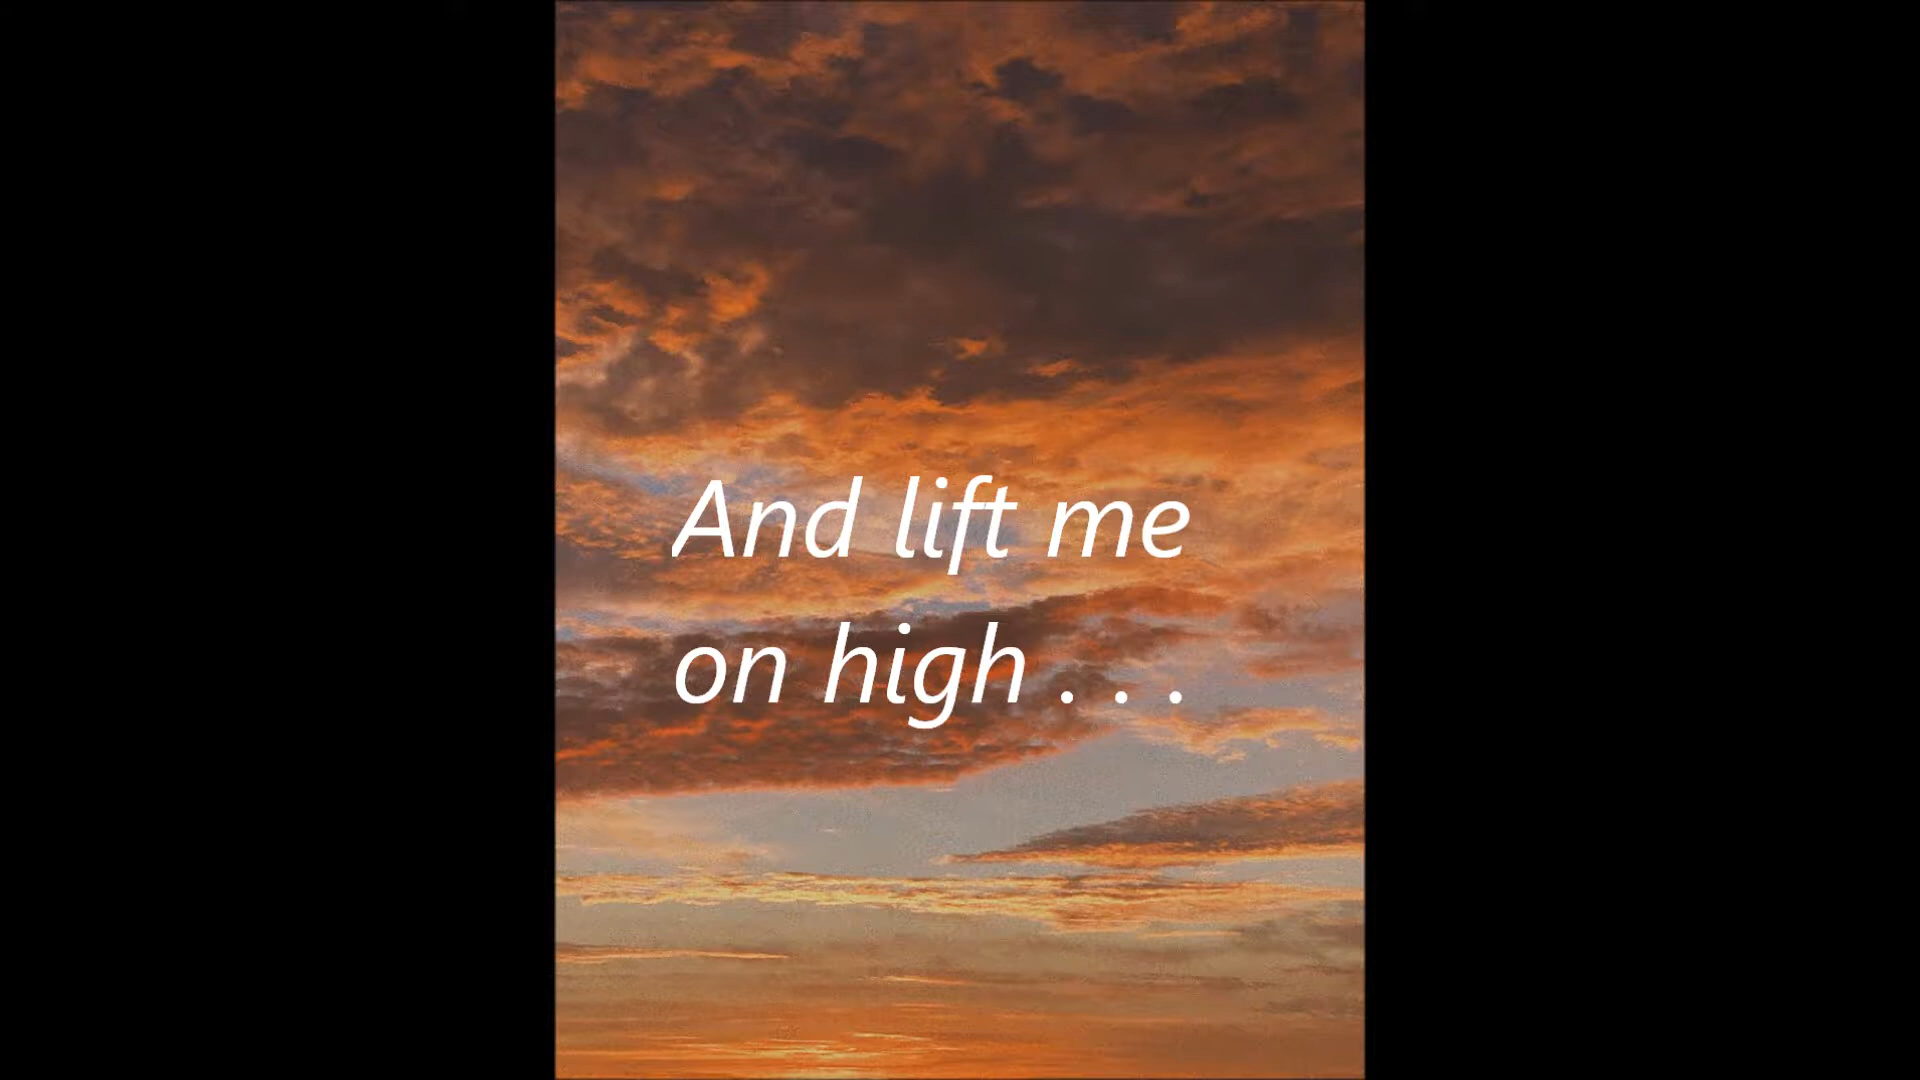 And lift me
on high . . .